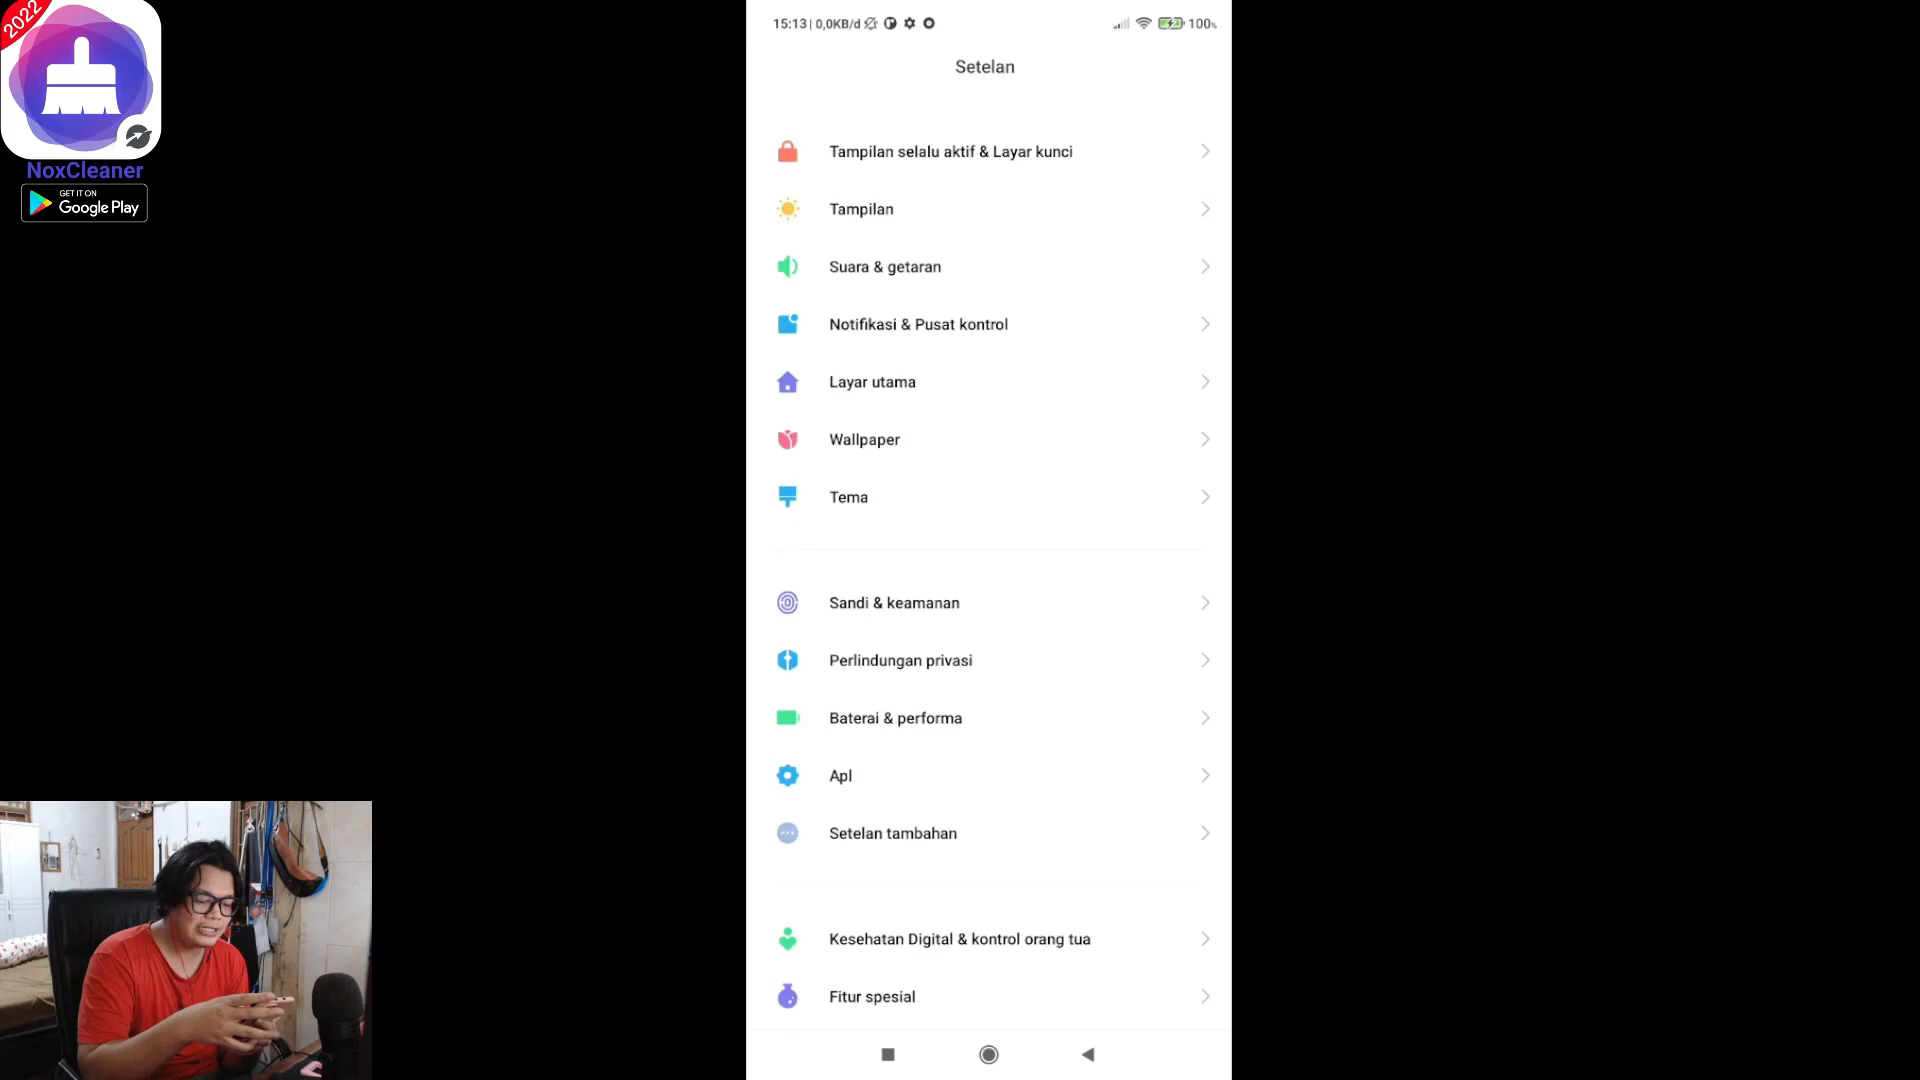 2022
NoxCleaner
GET IT ON
Google Play
15:13 | 0,0KB/d
100%
Setelan
Tampilan selalu aktif & Layar kunci
Tampilan
Suara & getaran
Notifikasi & Pusat kontrol
Layar utama
Wallpaper
Tema
Sandi & keamanan
Perlindungan privasi
Baterai & performa
Apl
Setelan tambahan
Kesehatan Digital & kontrol orang tua
Fitur spesial